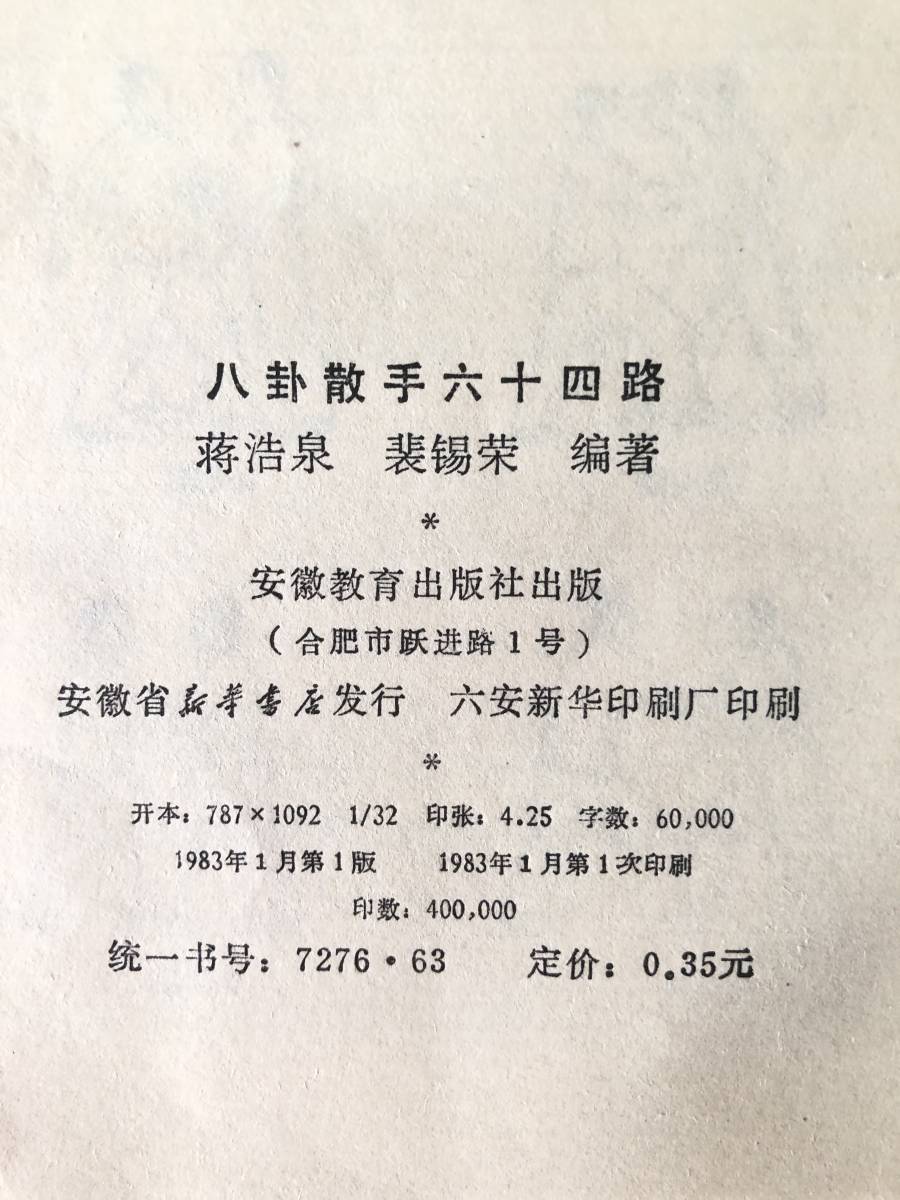 八卦散手六十四路
蒋浩泉 裴锡荣 编著
*
安徽教育出版社出版
(合肥市跃进路1号)
安徽省新华书店发行 六安新华印刷厂印刷
*
开本：787×1092 1/32 印张：4.25 字数：60,000
1983年1月第1版 1983年1月第1次印刷
印数：400,000
统一书号：7276·63 定价：0.35元